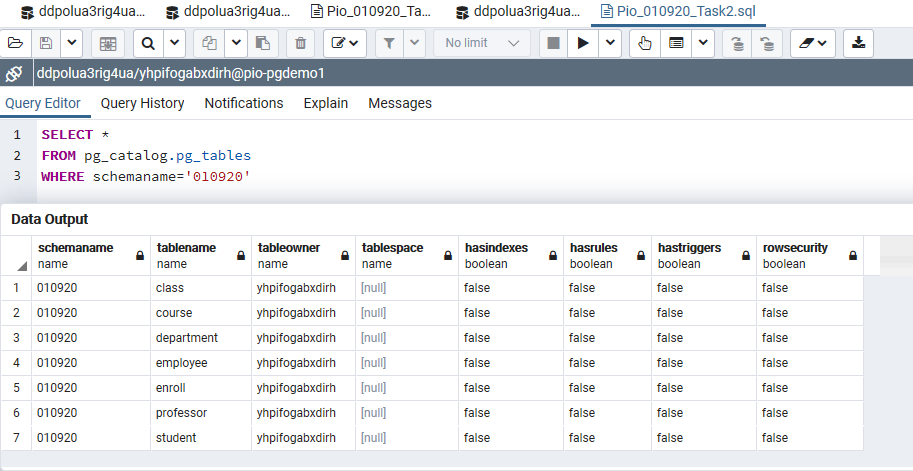 ddpolua3rig4ua... ddpolua3rig4ua... Pio_010920_Ta... ddpolua3rig4ua... Pio_010920_Task2.sql
No limit
ddpolua3rig4ua/yhpifogabxdirh@pio-pgdemo1
Query Editor Query History Notifications Explain Messages
1 SELECT *
2 FROM pg_catalog.pg_tables
3 WHERE schemaname='010920'
Data Output
schemaname tablename tableowner tablespace hasindexes hasrules hastriggers rowsecurity
name name name name boolean boolean boolean boolean
1 010920 class yhpifogabxdirh [null] false false false false
2 010920 course yhpifogabxdirh [null] false false false false
3 010920 department yhpifogabxdirh [null] false false false false
4 010920 employee yhpifogabxdirh [null] false false false false
5 010920 enroll yhpifogabxdirh [null] false false false false
6 010920 professor yhpifogabxdirh [null] false false false false
7 010920 student yhpifogabxdirh [null] false false false false